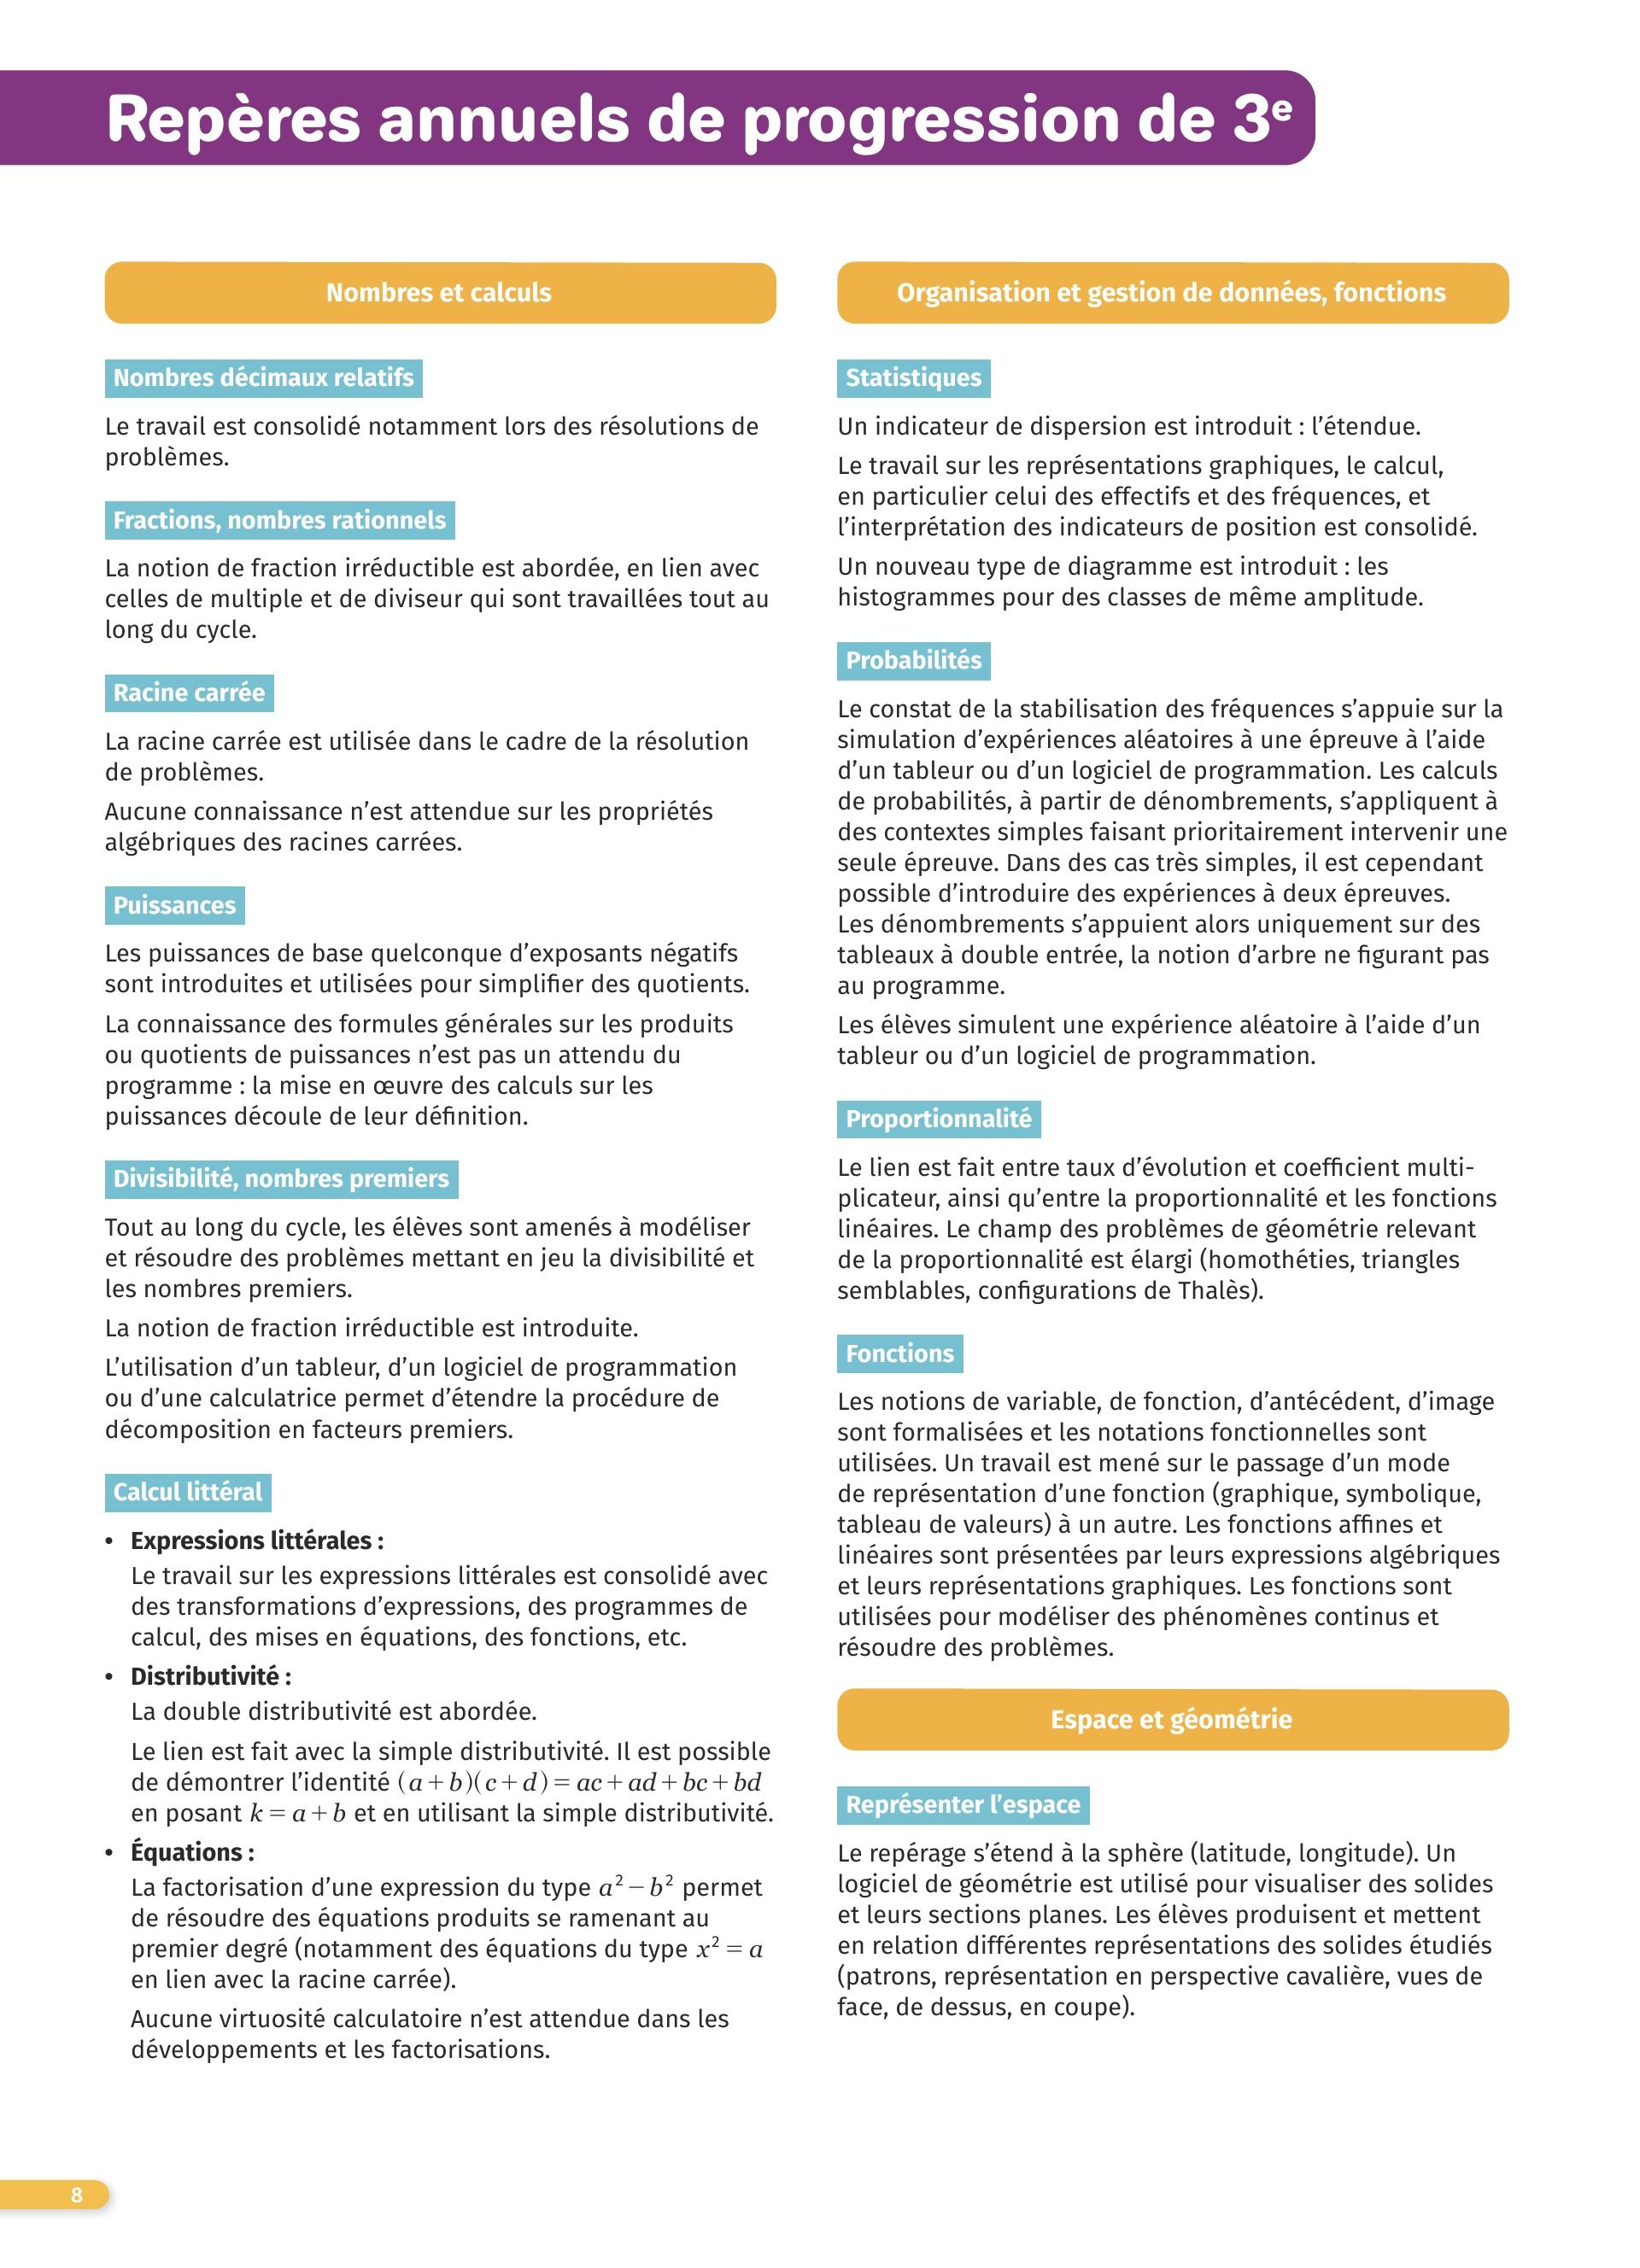 Repères annuels de progression de 3e
Nombres et calculs
Nombres décimaux relatifs
Le travail est consolidé notamment lors des résolutions de
problèmes.
Fractions, nombres rationnels
La notion de fraction irréductible est abordée, en lien avec
celles de multiple et de diviseur qui sont travaillées tout au
long du cycle.
Racine carrée
La racine carrée est utilisée dans le cadre de la résolution
de problèmes.
Aucune connaissance n’est attendue sur les propriétés
algébriques des racines carrées.
Puissances
Les puissances de base quelconque d’exposants négatifs
sont introduites et utilisées pour simplifier des quotients.
La connaissance des formules générales sur les produits
ou quotients de puissances n’est pas un attendu du
programme : la mise en œuvre des calculs sur les
puissances découle de leur définition.
Divisibilité, nombres premiers
Tout au long du cycle, les élèves sont amenés à modéliser
et résoudre des problèmes mettant en jeu la divisibilité et
les nombres premiers.
La notion de fraction irréductible est introduite.
L’utilisation d’un tableur, d’un logiciel de programmation
ou d’une calculatrice permet d’étendre la procédure de
décomposition en facteurs premiers.
Calcul littéral
• Expressions littérales :
Le travail sur les expressions littérales est consolidé avec
des transformations d’expressions, des programmes de
calcul, des mises en équations, des fonctions, etc.
• Distributivité :
La double distributivité est abordée.
Le lien est fait avec la simple distributivité. Il est possible
de démontrer l’identité (a + b)(c + d) = ac + ad + bc + bd
en posant k = a + b et en utilisant la simple distributivité.
• Équations :
La factorisation d’une expression du type a² − b² permet
de résoudre des équations produits se ramenant au
premier degré (notamment des équations du type x² = a
en lien avec la racine carrée).
Aucune virtuosité calculatoire n’est attendue dans les
développements et les factorisations.
Organisation et gestion de données, fonctions
Statistiques
Un indicateur de dispersion est introduit : l’étendue.
Le travail sur les représentations graphiques, le calcul,
en particulier celui des effectifs et des fréquences, et
l’interprétation des indicateurs de position est consolidé.
Un nouveau type de diagramme est introduit : les
histogrammes pour des classes de même amplitude.
Probabilités
Le constat de la stabilisation des fréquences s’appuie sur la
simulation d’expériences aléatoires à une épreuve à l’aide
d’un tableur ou d’un logiciel de programmation. Les calculs
de probabilités, à partir de dénombrements, s’appliquent à
des contextes simples faisant prioritairement intervenir une
seule épreuve. Dans des cas très simples, il est cependant
possible d’introduire des expériences à deux épreuves.
Les dénombrements s’appuient alors uniquement sur des
tableaux à double entrée, la notion d’arbre ne figurant pas
au programme.
Les élèves simulent une expérience aléatoire à l’aide d’un
tableur ou d’un logiciel de programmation.
Proportionnalité
Le lien est fait entre taux d’évolution et coefficient multi-
plicateur, ainsi qu’entre la proportionnalité et les fonctions
linéaires. Le champ des problèmes de géométrie relevant
de la proportionnalité est élargi (homothéties, triangles
semblables, configurations de Thalès).
Fonctions
Les notions de variable, de fonction, d’antécédent, d’image
sont formalisées et les notations fonctionnelles sont
utilisées. Un travail est mené sur le passage d’un mode
de représentation d’une fonction (graphique, symbolique,
tableau de valeurs) à un autre. Les fonctions affines et
linéaires sont présentées par leurs expressions algébriques
et leurs représentations graphiques. Les fonctions sont
utilisées pour modéliser des phénomènes continus et
résoudre des problèmes.
Espace et géométrie
Représenter l’espace
Le repérage s’étend à la sphère (latitude, longitude). Un
logiciel de géométrie est utilisé pour visualiser des solides
et leurs sections planes. Les élèves produisent et mettent
en relation différentes représentations des solides étudiés
(patrons, représentation en perspective cavalière, vues de
face, de dessus, en coupe).
8